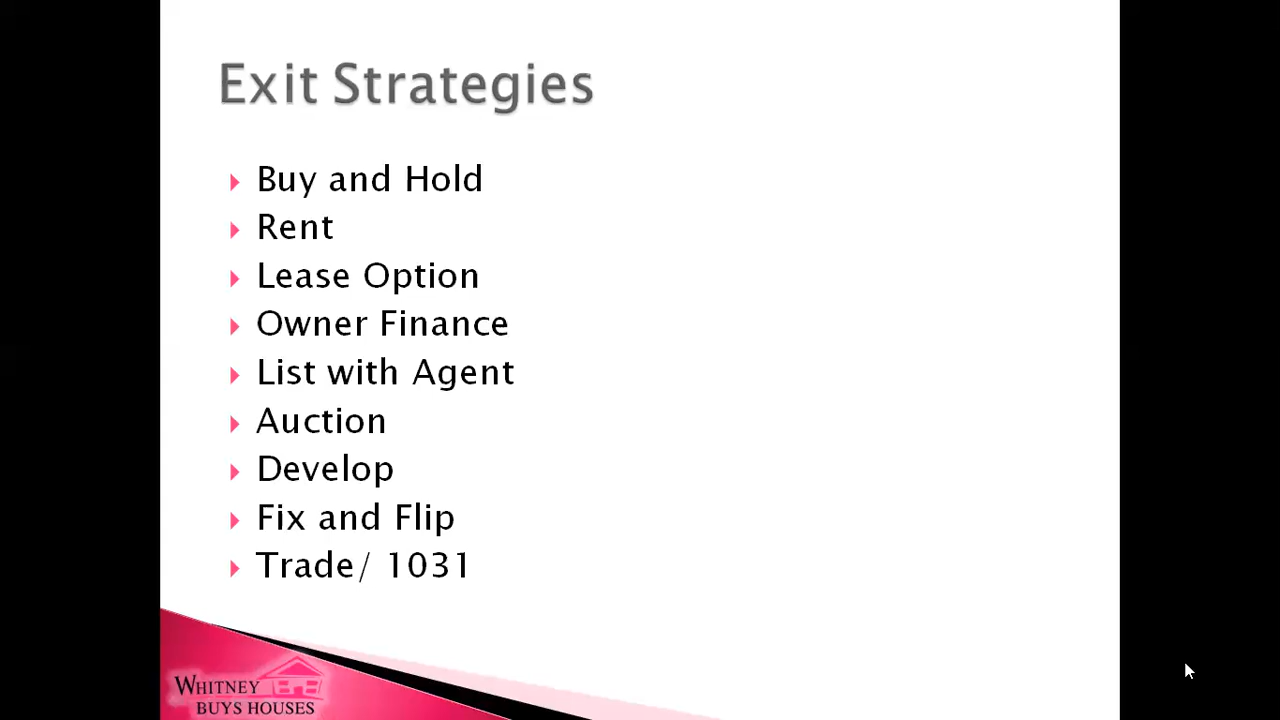 Exit Strategies
Buy and Hold
Rent
Lease Option
Owner Finance
List with Agent
Auction
Develop
Fix and Flip
Trade/ 1031
WHITNEY
BUYS HOUSES